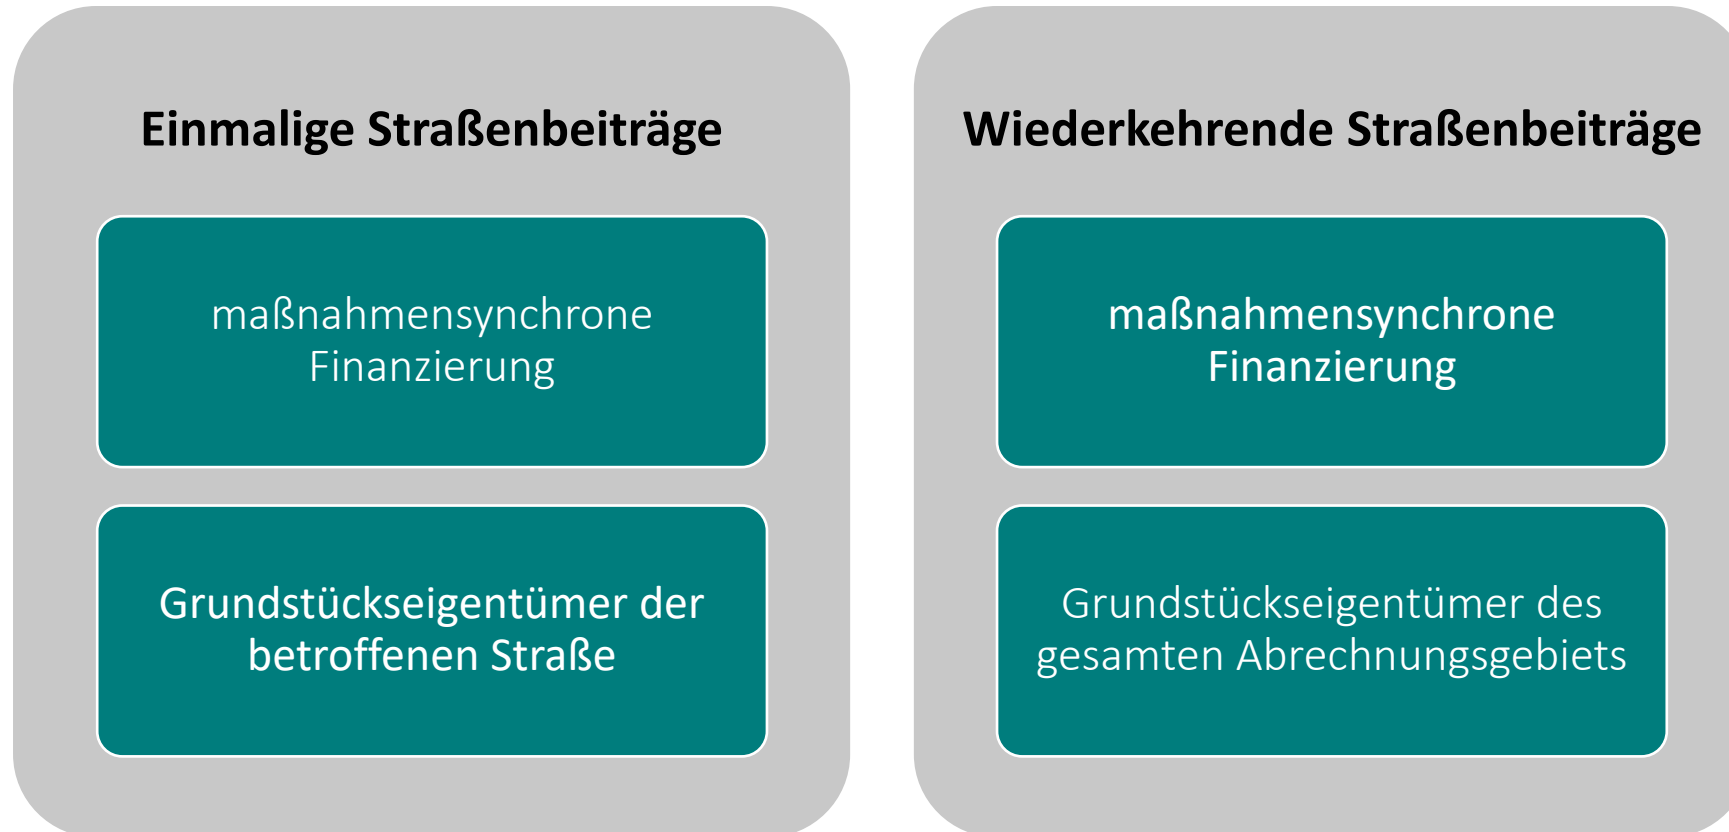 Einmalige Straßenbeiträge
maßnahmensynchrone
Finanzierung
Grundstückseigentümer der
betroffenen Straße
Wiederkehrende Straßenbeiträge
maßnahmensynchrone
Finanzierung
Grundstückseigentümer des
gesamten Abrechnungsgebiets